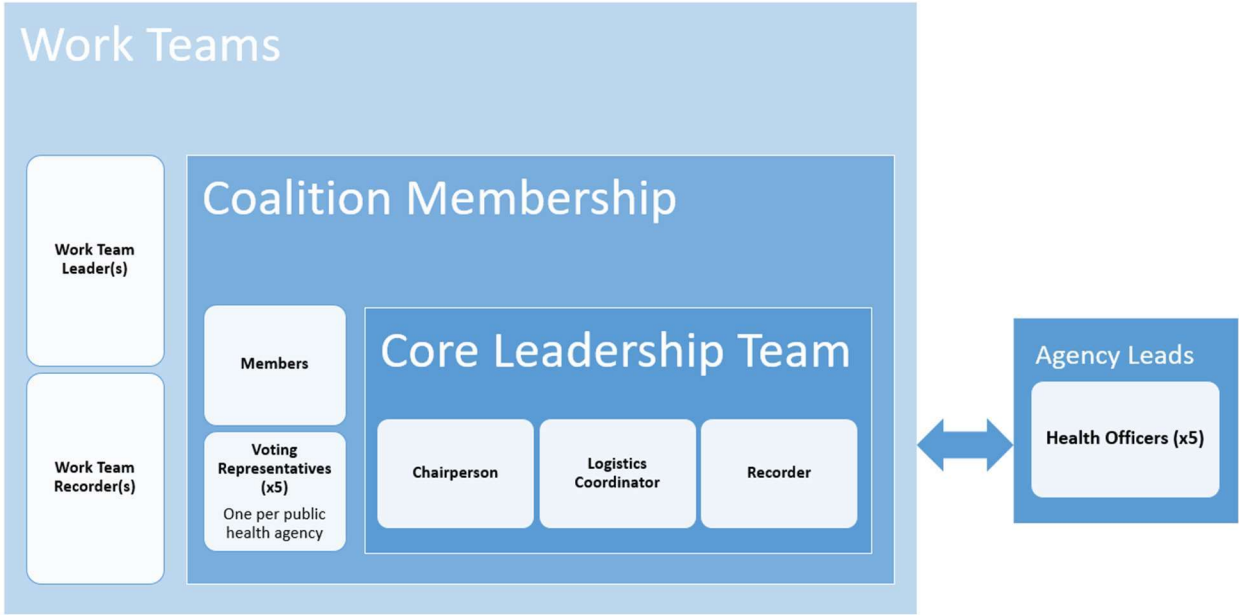 Work Teams
Work Team
Leader(s)
Work Team
Recorder(s)
Coalition Membership
Members
Voting
Representatives
(x5)
One per public
health agency
Core Leadership Team
Chairperson
Logistics
Coordinator
Recorder
Agency Leads
Health Officers (x5)